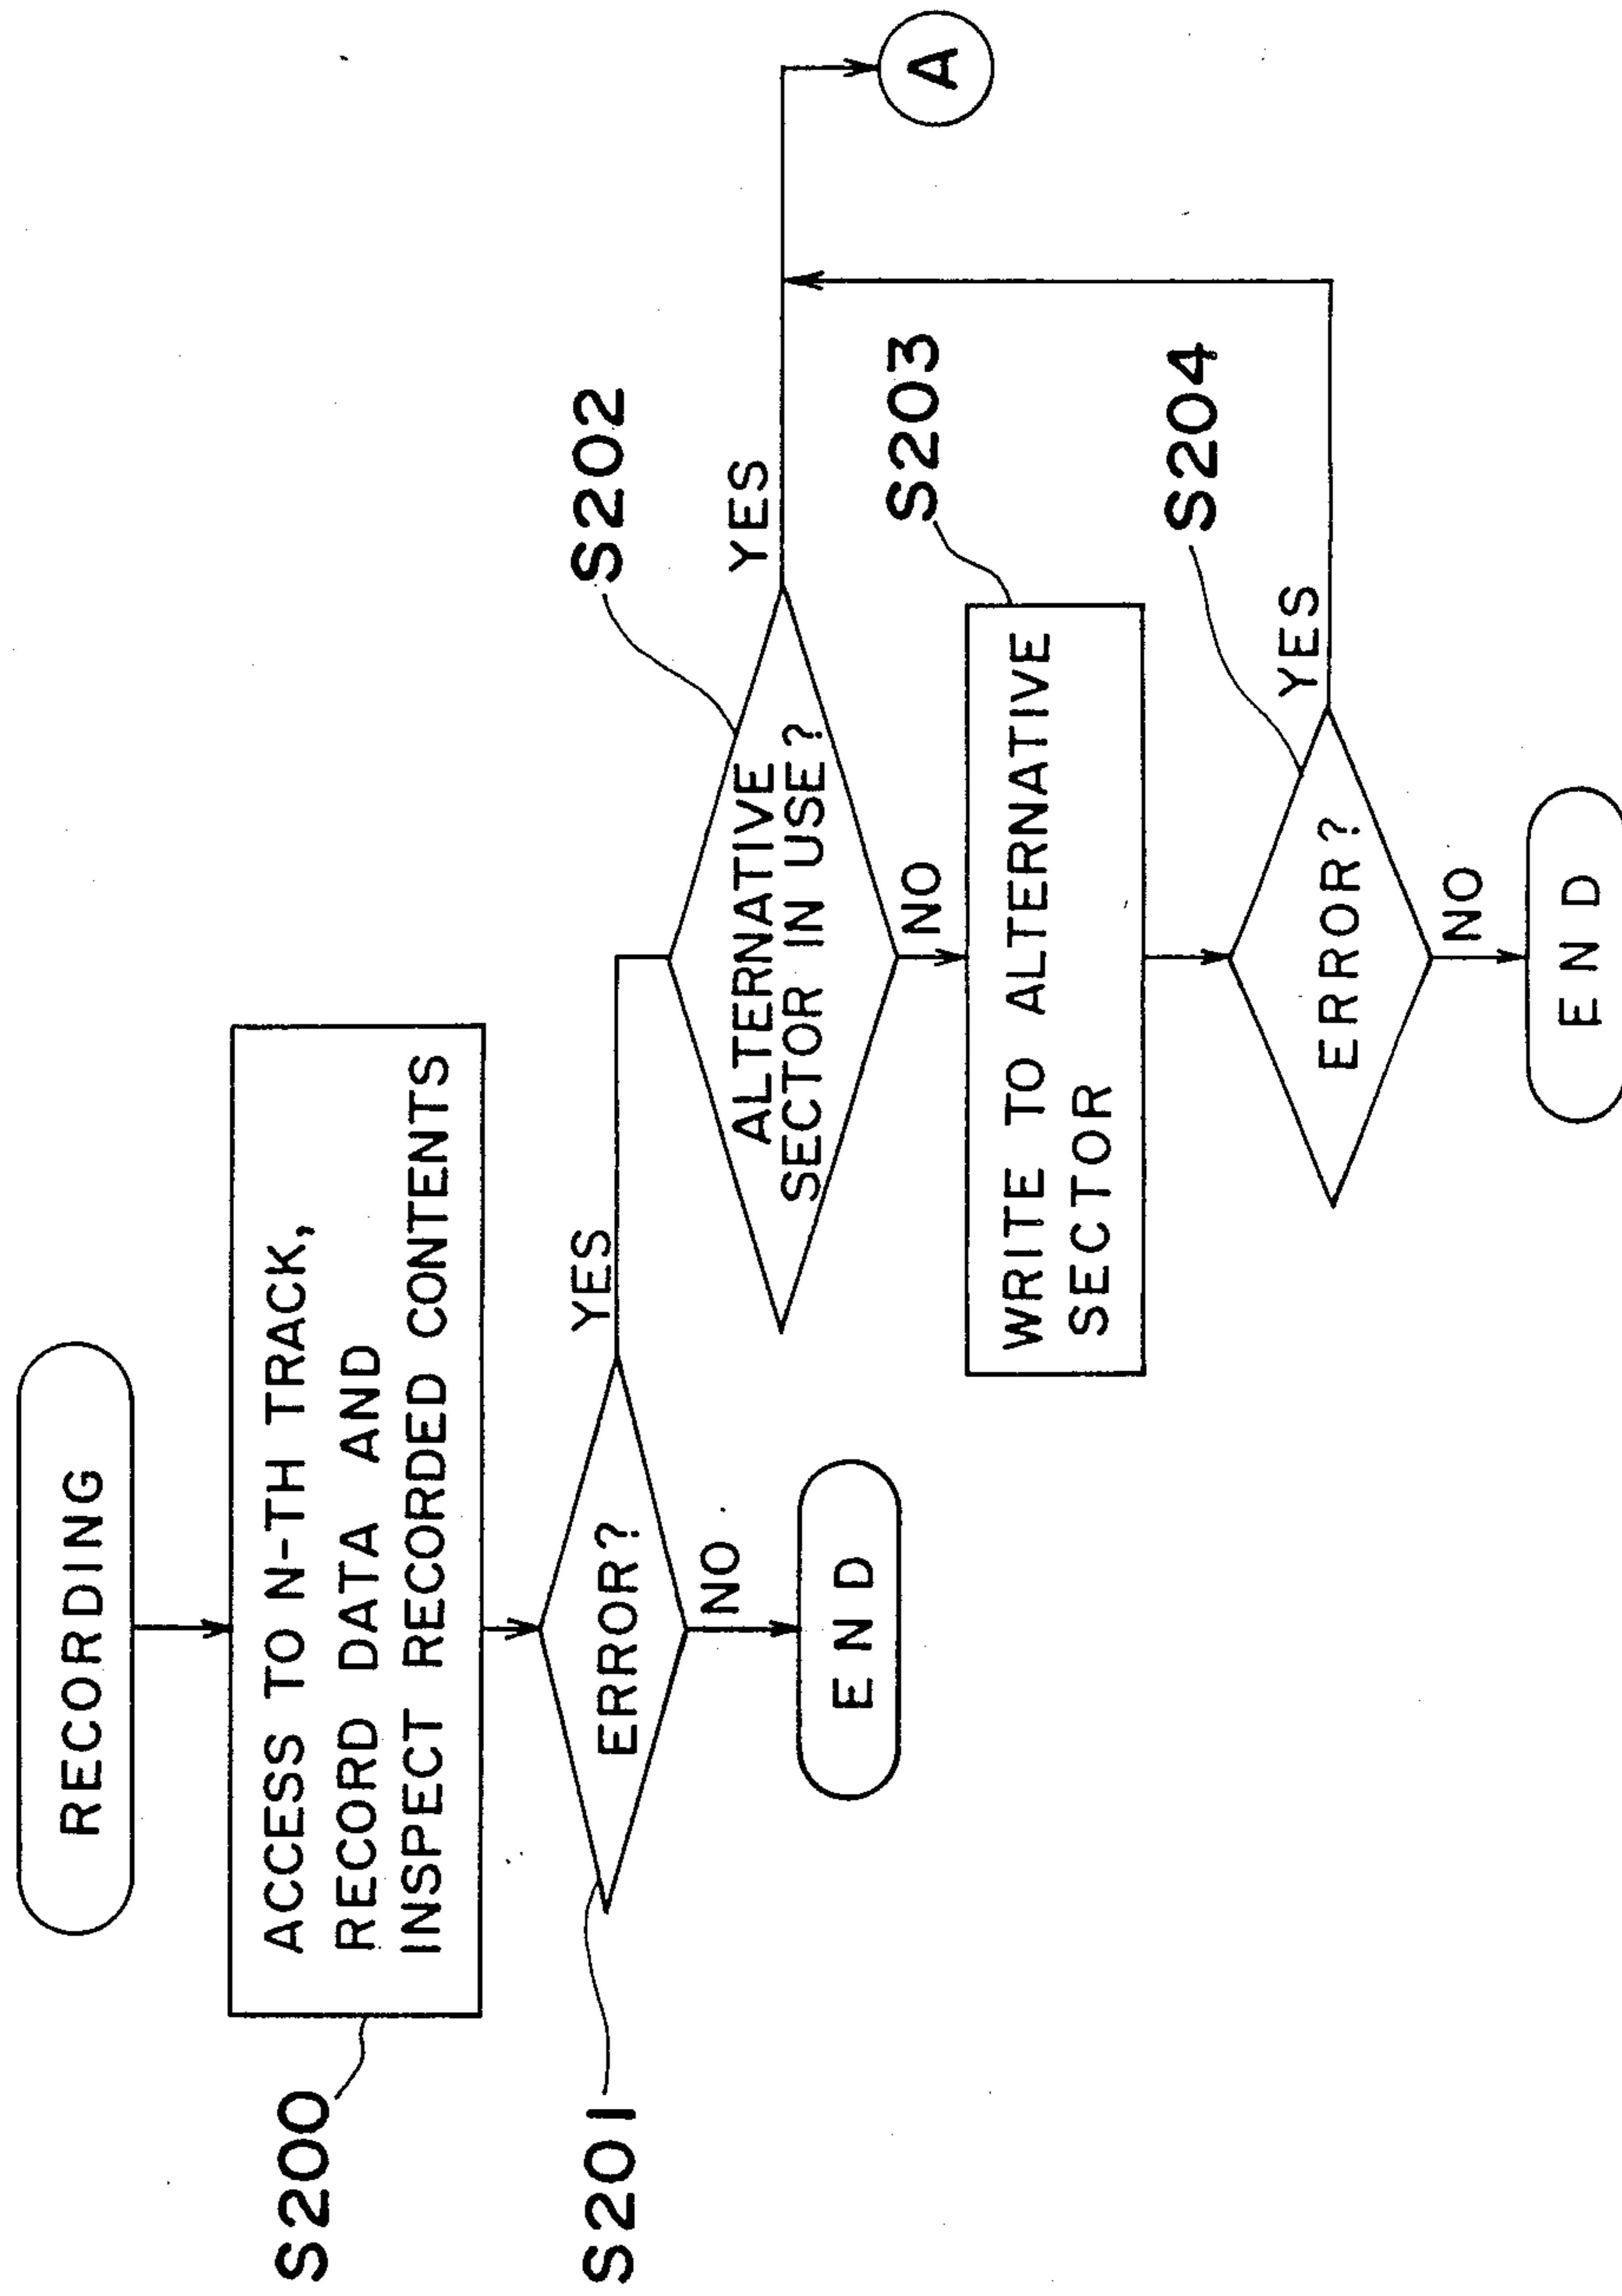 RECORDING
S200
ACCESS TO N-TH TRACK,
RECORD DATA AND
INSPECT RECORDED CONTENTS
S201
ERROR?
YES
NO
END
S202
ALTERNATIVE
SECTOR IN USE?
YES
A
NO
S203
WRITE TO ALTERNATIVE
SECTOR
S204
ERROR?
YES
NO
END